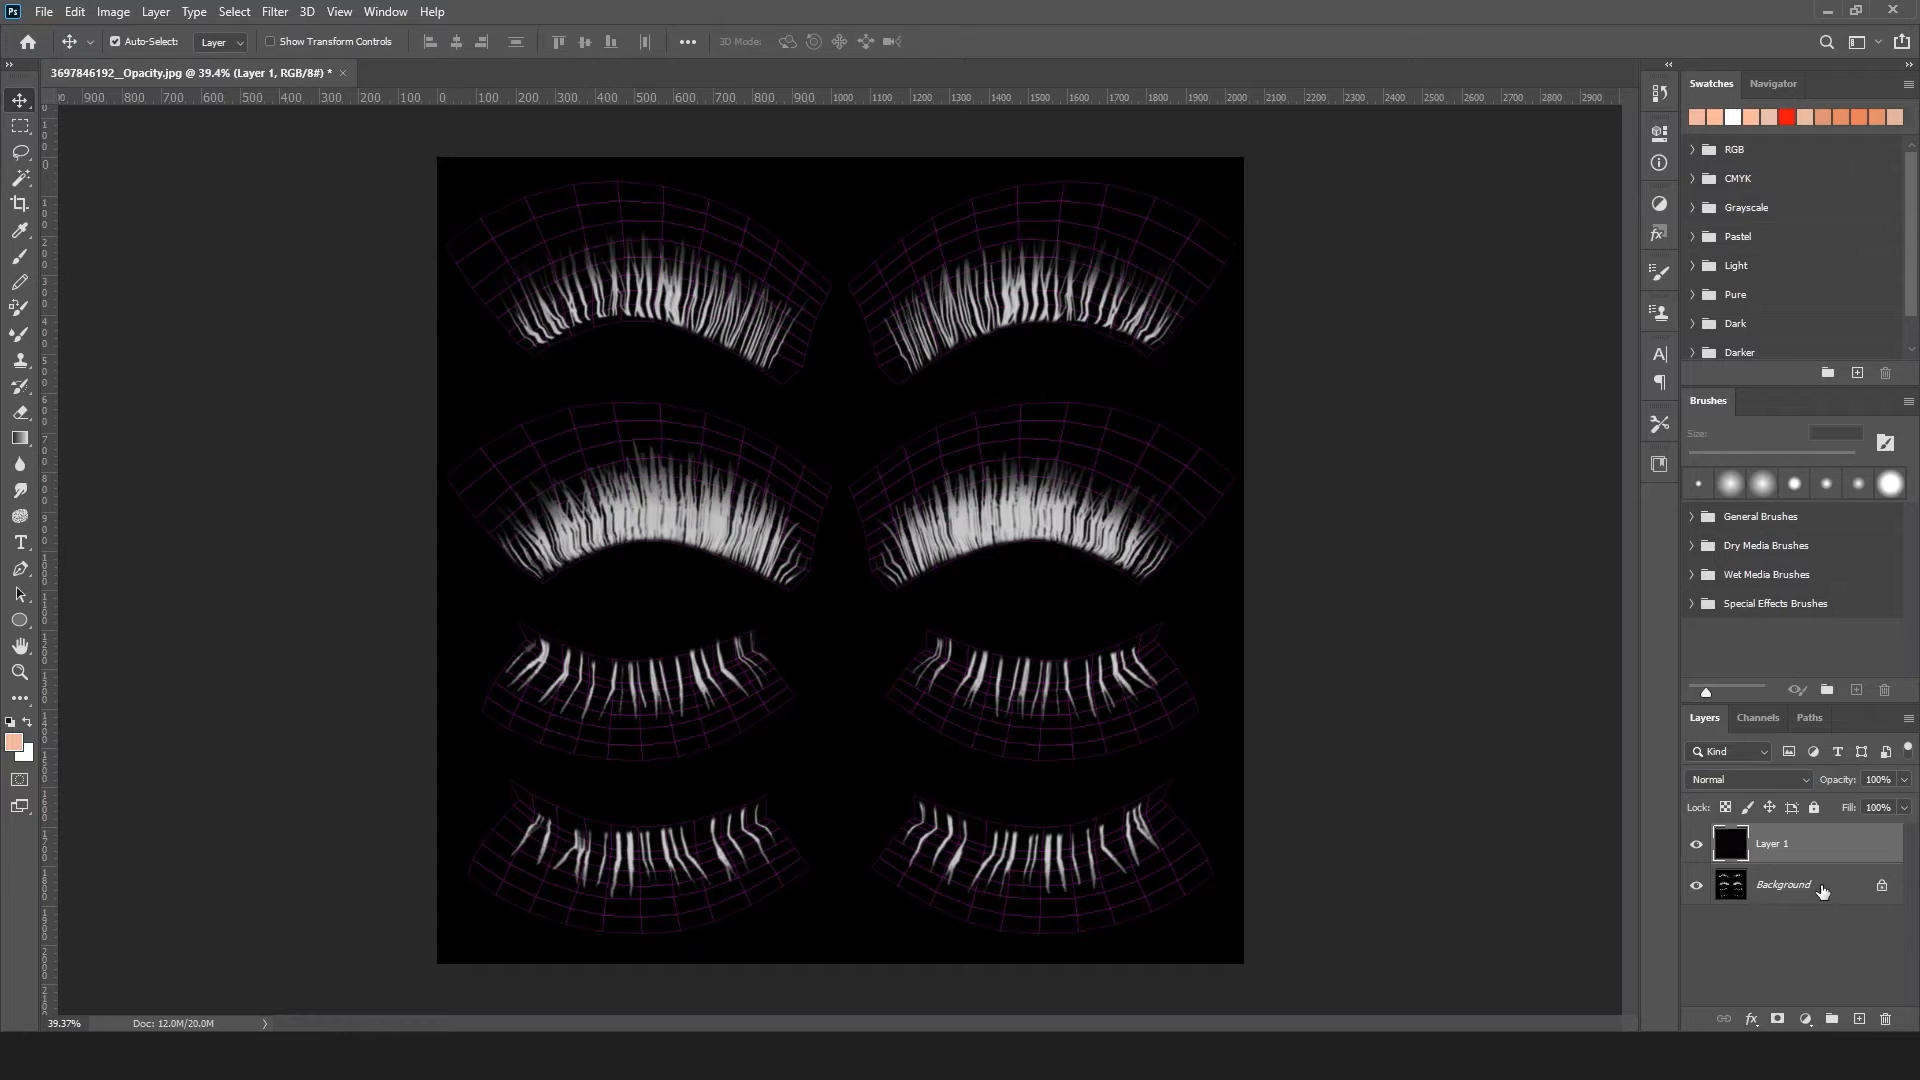 Ps File Edit Image Layer Type Select Filter 3D View Window Help
Auto-Select: Layer Show Transform Controls 3D Mode:
3697846192_Opacity.jpg @ 39.4% (Layer 1, RGB/8#) * ×
900 800 700 600 500 400 300 200 100 0 100 200 300 400 500 600 700 800 900 1000 1100 1200 1300 1400 1500 1600 1700 1800 1900 2000 2100 2200 2300 2400 2500 2600 2700 2800 2900
Swatches Navigator
RGB
CMYK
Grayscale
Pastel
Light
Pure
Dark
Darker
Brushes
Size:
General Brushes
Dry Media Brushes
Wet Media Brushes
Special Effects Brushes
Layers Channels Paths
Kind
Normal Opacity: 100%
Lock: Fill: 100%
Layer 1
Background
39.37% Doc: 12.0M/20.0M